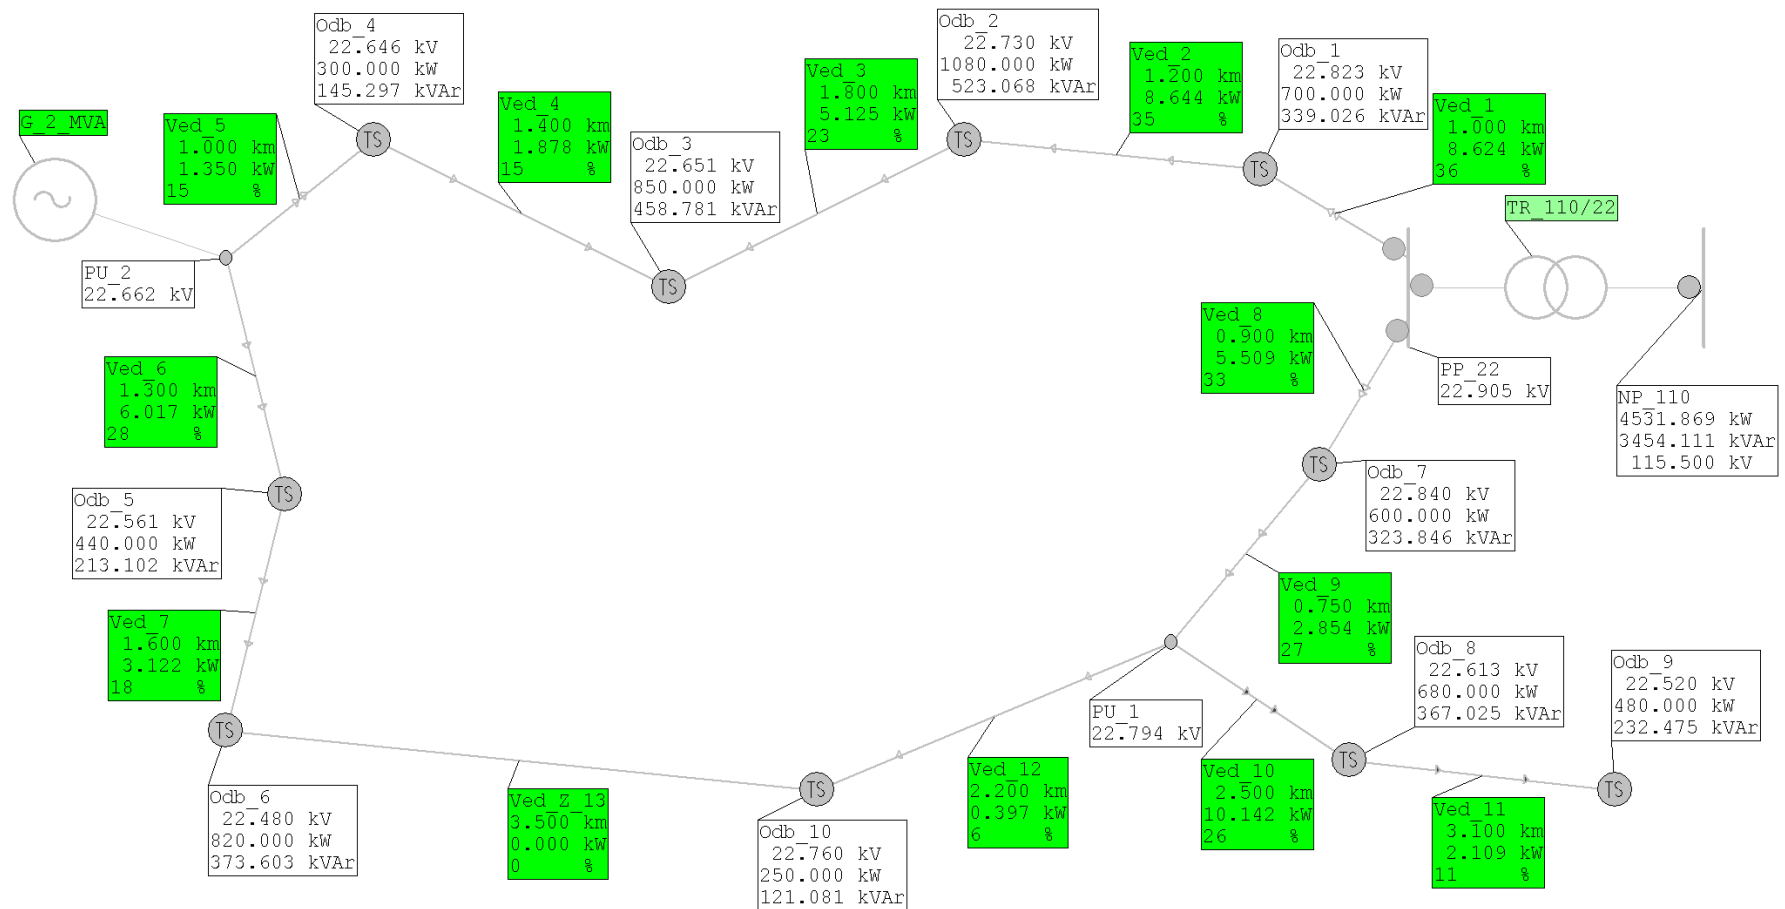 Odb_4
22.646 kV
300.000 kW
145.297 kVAr
Odb_2
22.730 kV
1080.000 kW
523.068 kVAr
Ved_2
1.200 km
8.644 kW
35 %
Odb_1
22.823 kV
700.000 kW
339.026 kVAr
Ved_3
1.800 km
5.125 kW
23 %
Ved_4
1.400 km
1.878 kW
15 %
Ved_1
1.000 km
8.624 kW
36 %
G_2_MVA
Ved_5
1.000 km
1.350 kW
15 %
TS
TS
TS
Odb_3
22.651 kV
850.000 kW
458.781 kVAr
TR_110/22
PU_2
22.662 kV
TS
Ved_8
0.900 km
5.509 kW
33 %
Ved_6
1.300 km
6.017 kW
28 %
PP_22
22.905 kV
NP_110
4531.869 kW
3454.111 kVAr
115.500 kV
TS
Odb_7
22.840 kV
600.000 kW
323.846 kVAr
TS
Odb_5
22.561 kV
440.000 kW
213.102 kVAr
Ved_9
0.750 km
2.854 kW
27 %
Ved_7
1.600 km
3.122 kW
18 %
Odb_8
22.613 kV
680.000 kW
367.025 kVAr
Odb_9
22.520 kV
480.000 kW
232.475 kVAr
PU_1
22.794 kV
TS
TS
Ved_12
2.200 km
0.397 kW
6 %
Ved_10
2.500 km
10.142 kW
26 %
TS
TS
Odb_6
22.480 kV
820.000 kW
373.603 kVAr
Ved_Z_13
3.500 km
0.000 kW
0 %
Ved_11
3.100 km
2.109 kW
11 %
Odb_10
22.760 kV
250.000 kW
121.081 kVAr